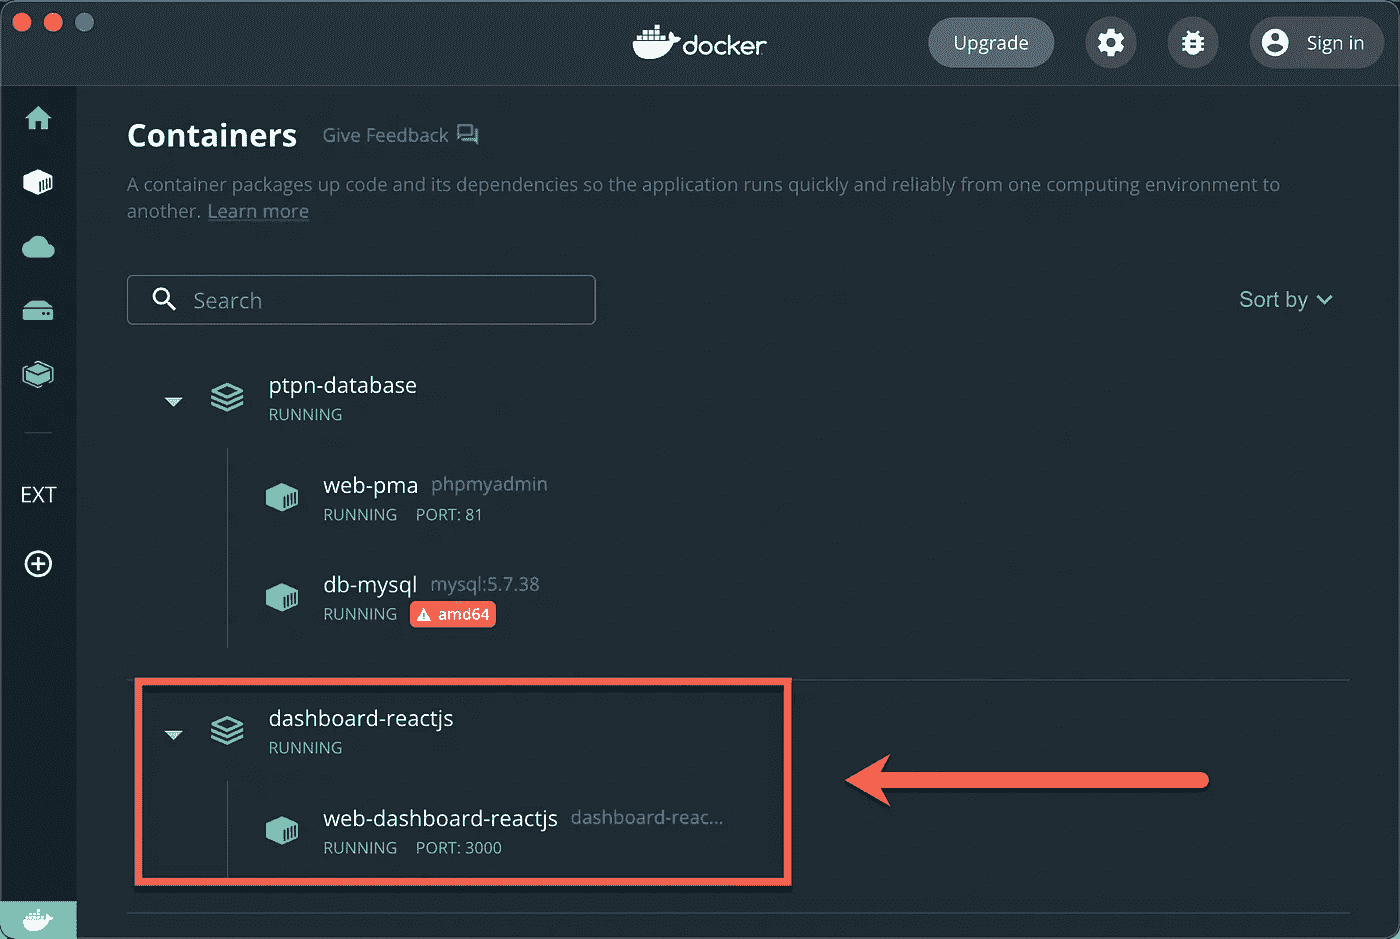 docker
Upgrade
Sign in
Containers Give Feedback
A container packages up code and its dependencies so the application runs quickly and reliably from one computing environment to
another. Learn more
Search
Sort by
ptpn-database
RUNNING
EXT
web-pma phpmyadmin
RUNNING PORT: 81
db-mysql mysql:5.7.38
RUNNING amd64
dashboard-reactjs
RUNNING
web-dashboard-reactjs dashboard-reac...
RUNNING PORT: 3000